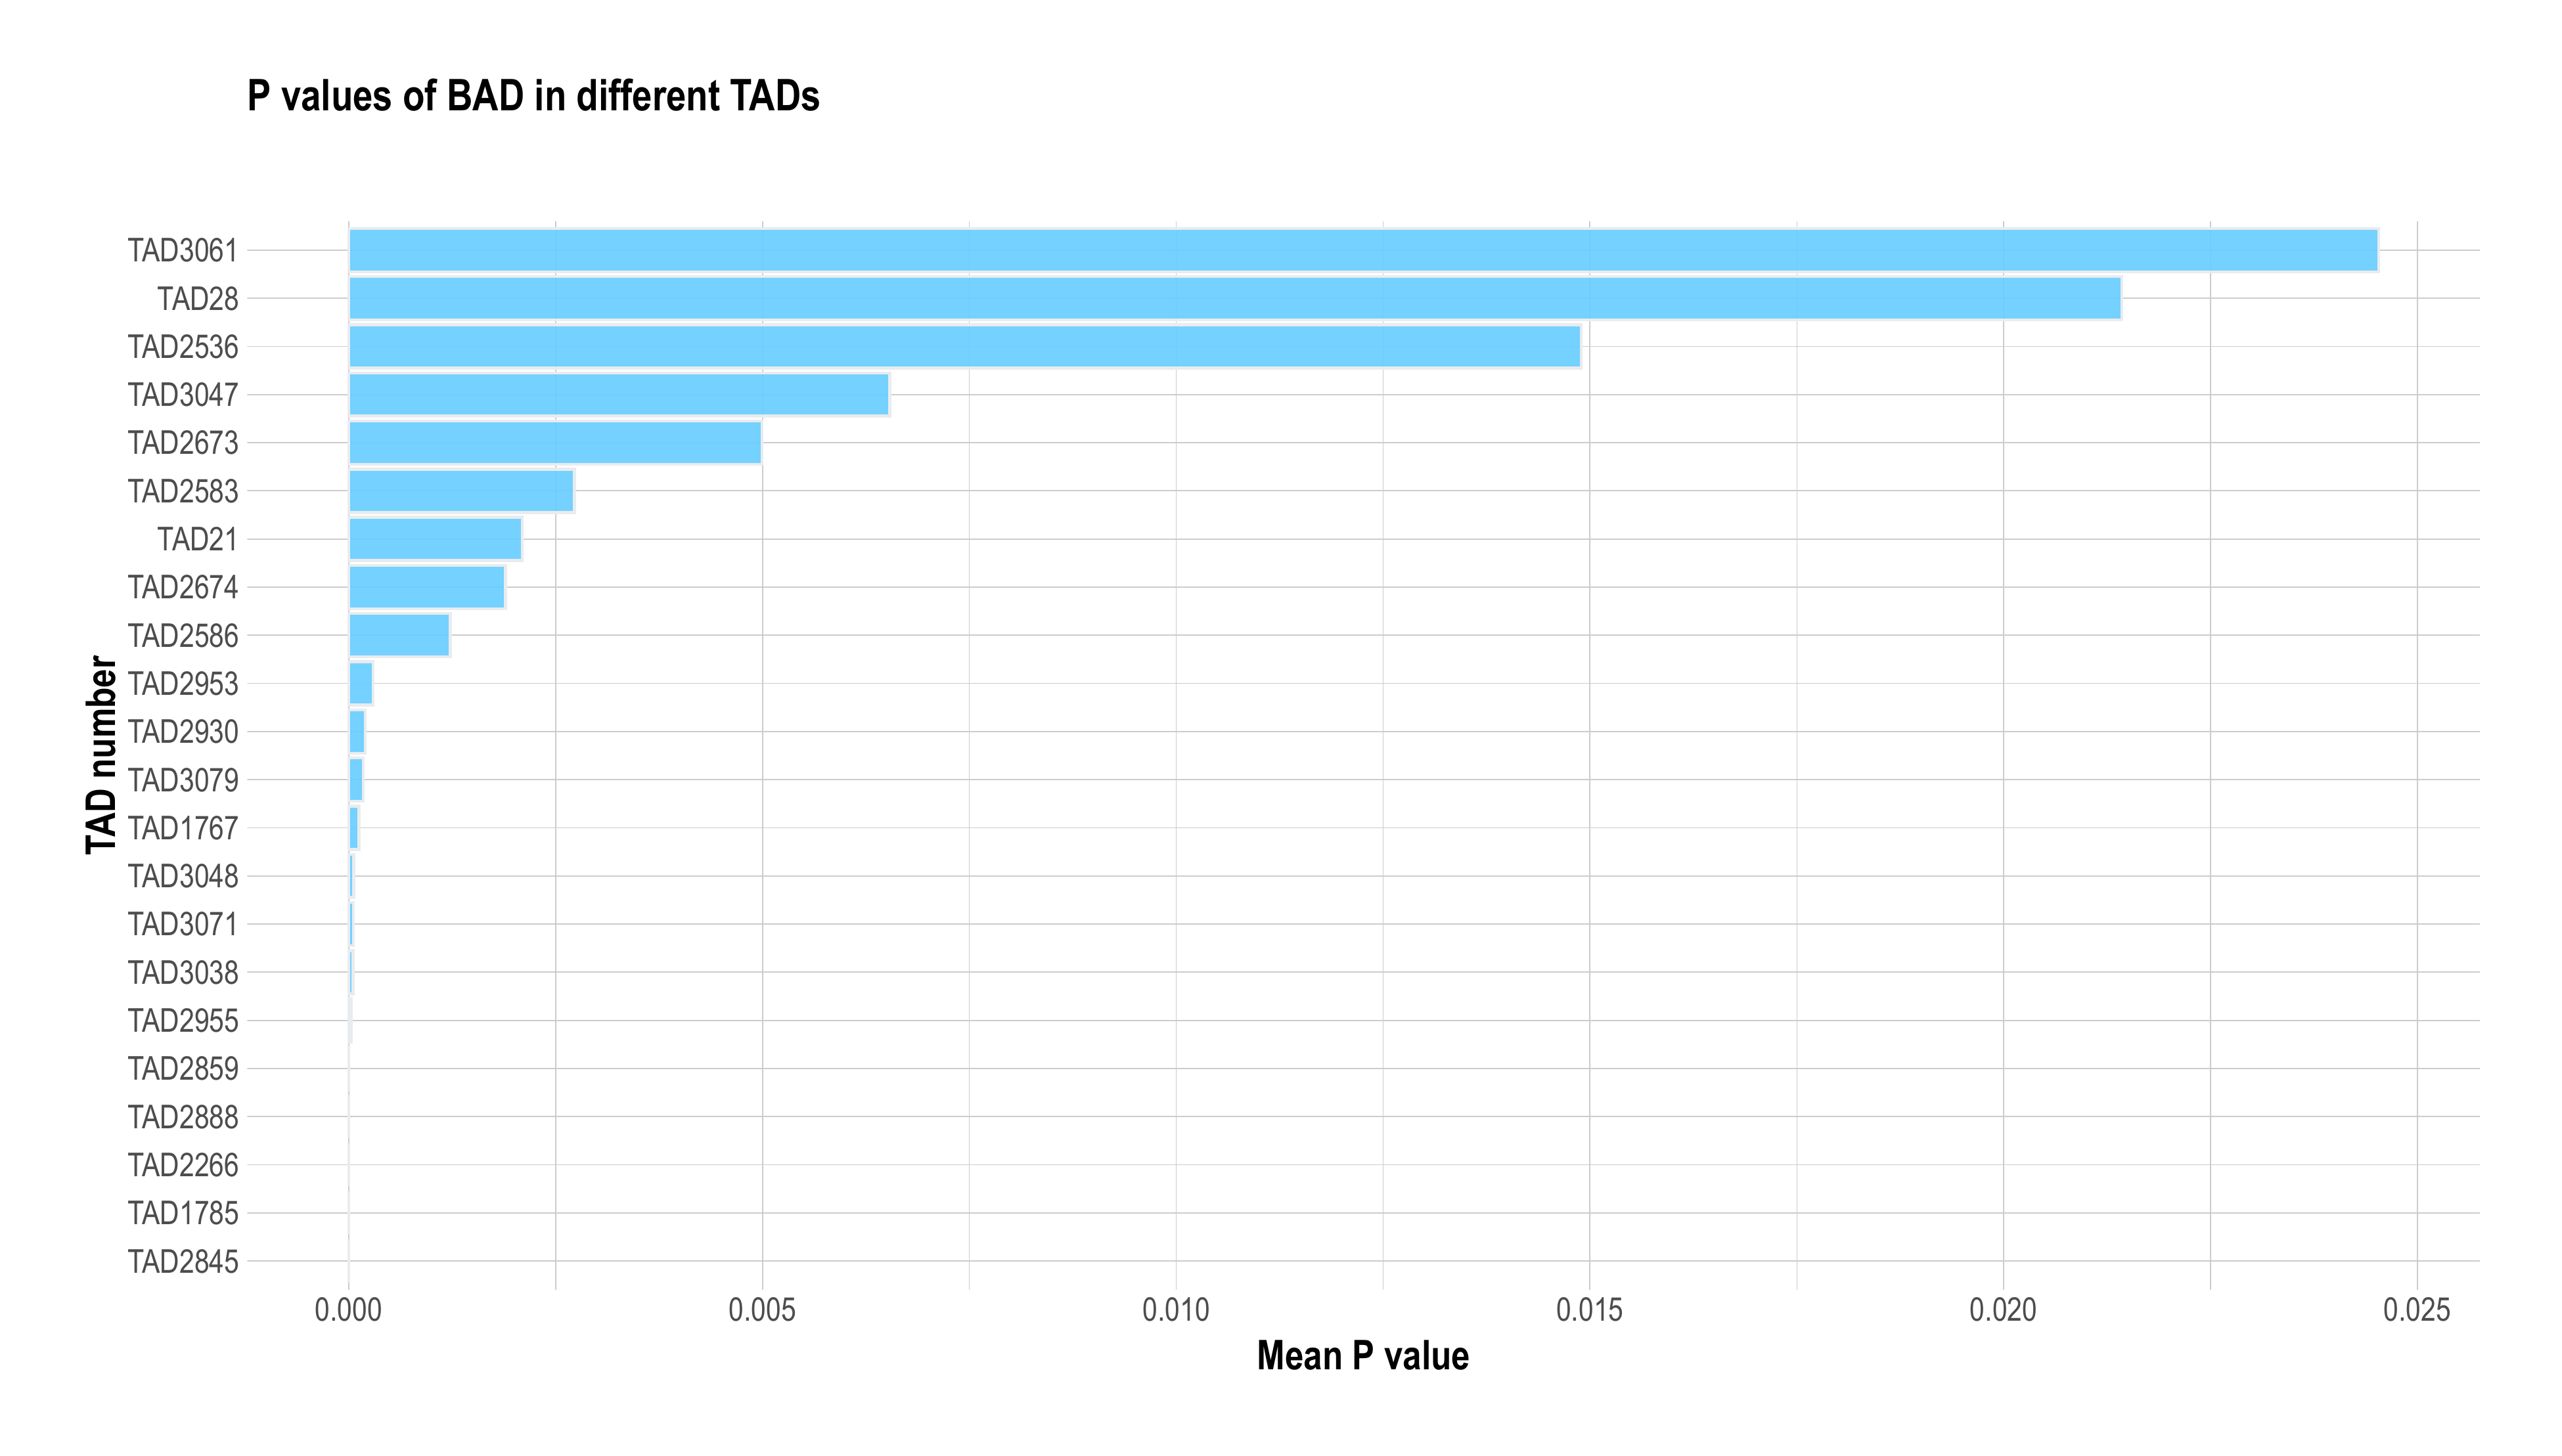 P values of BAD in different TADs
TAD3061
TAD28
TAD2536
TAD3047
TAD2673
TAD2583
TAD21
TAD2674
TAD2586
TAD2953
TAD2930
TAD3079
TAD1767
TAD3048
TAD3071
TAD3038
TAD2955
TAD2859
TAD2888
TAD2266
TAD1785
TAD2845
TAD number
0.000 0.005 0.010 0.015 0.020 0.025
Mean P value